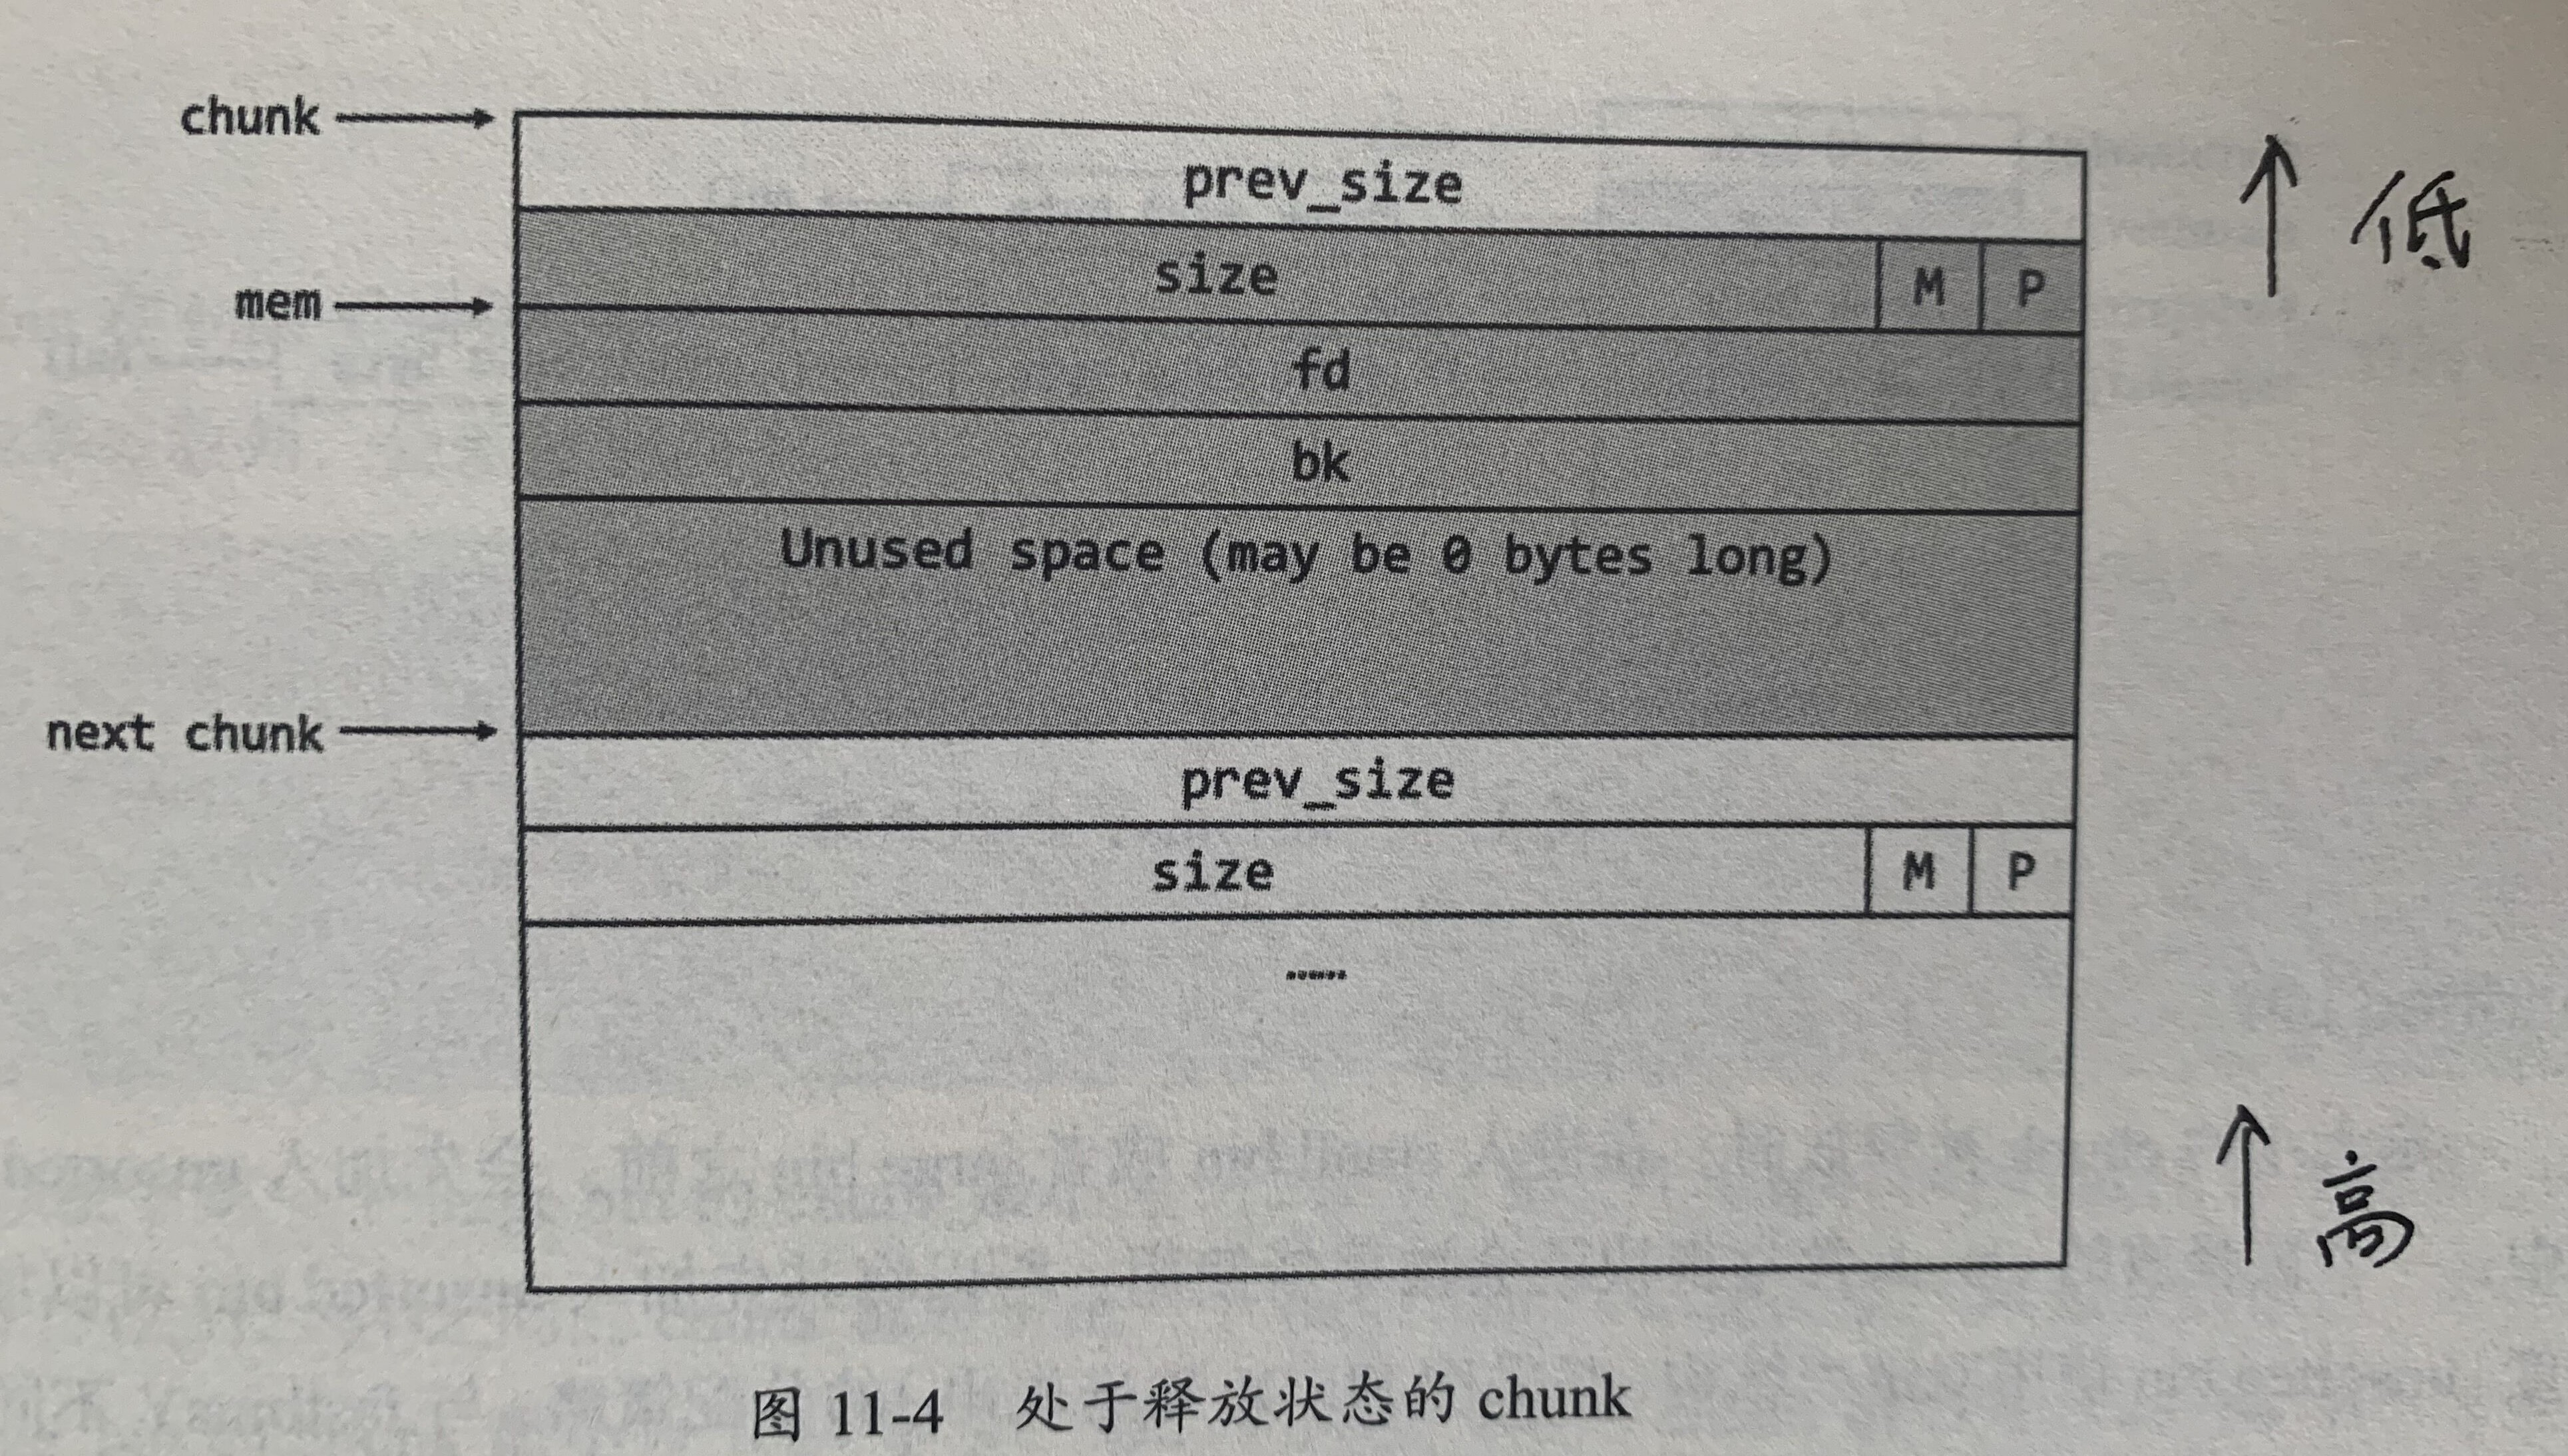 chunk
prev_size
低
size M P
mem
fd
bk
Unused space (may be 0 bytes long)
next chunk
prev_size
size M P
......
高
图 11-4 处于释放状态的 chunk